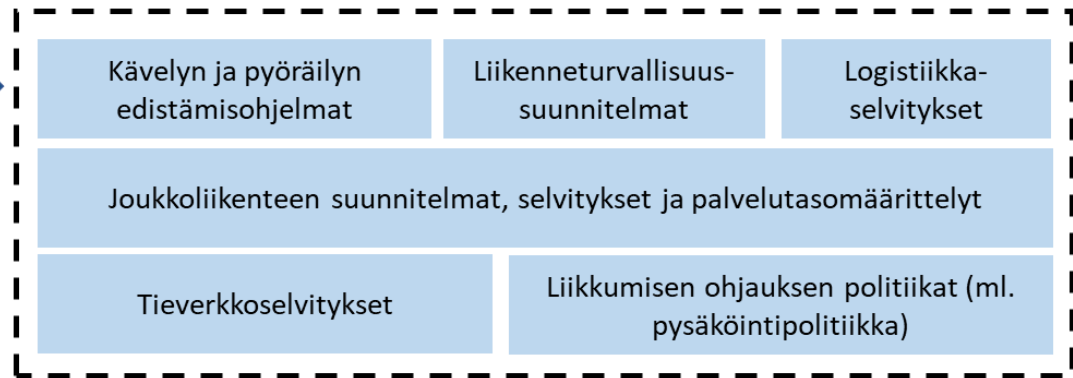 Kävelyn ja pyöräilyn
edistämisohjelmat
Liikenneturvallisuus-
suunnitelmat
Logistiikka-
selvitykset
Joukkoliikenteen suunnitelmat, selvitykset ja palvelutasomäärittelyt
Tieverkkoselvitykset
Liikkumisen ohjauksen politiikat (ml.
pysäköintipolitiikka)